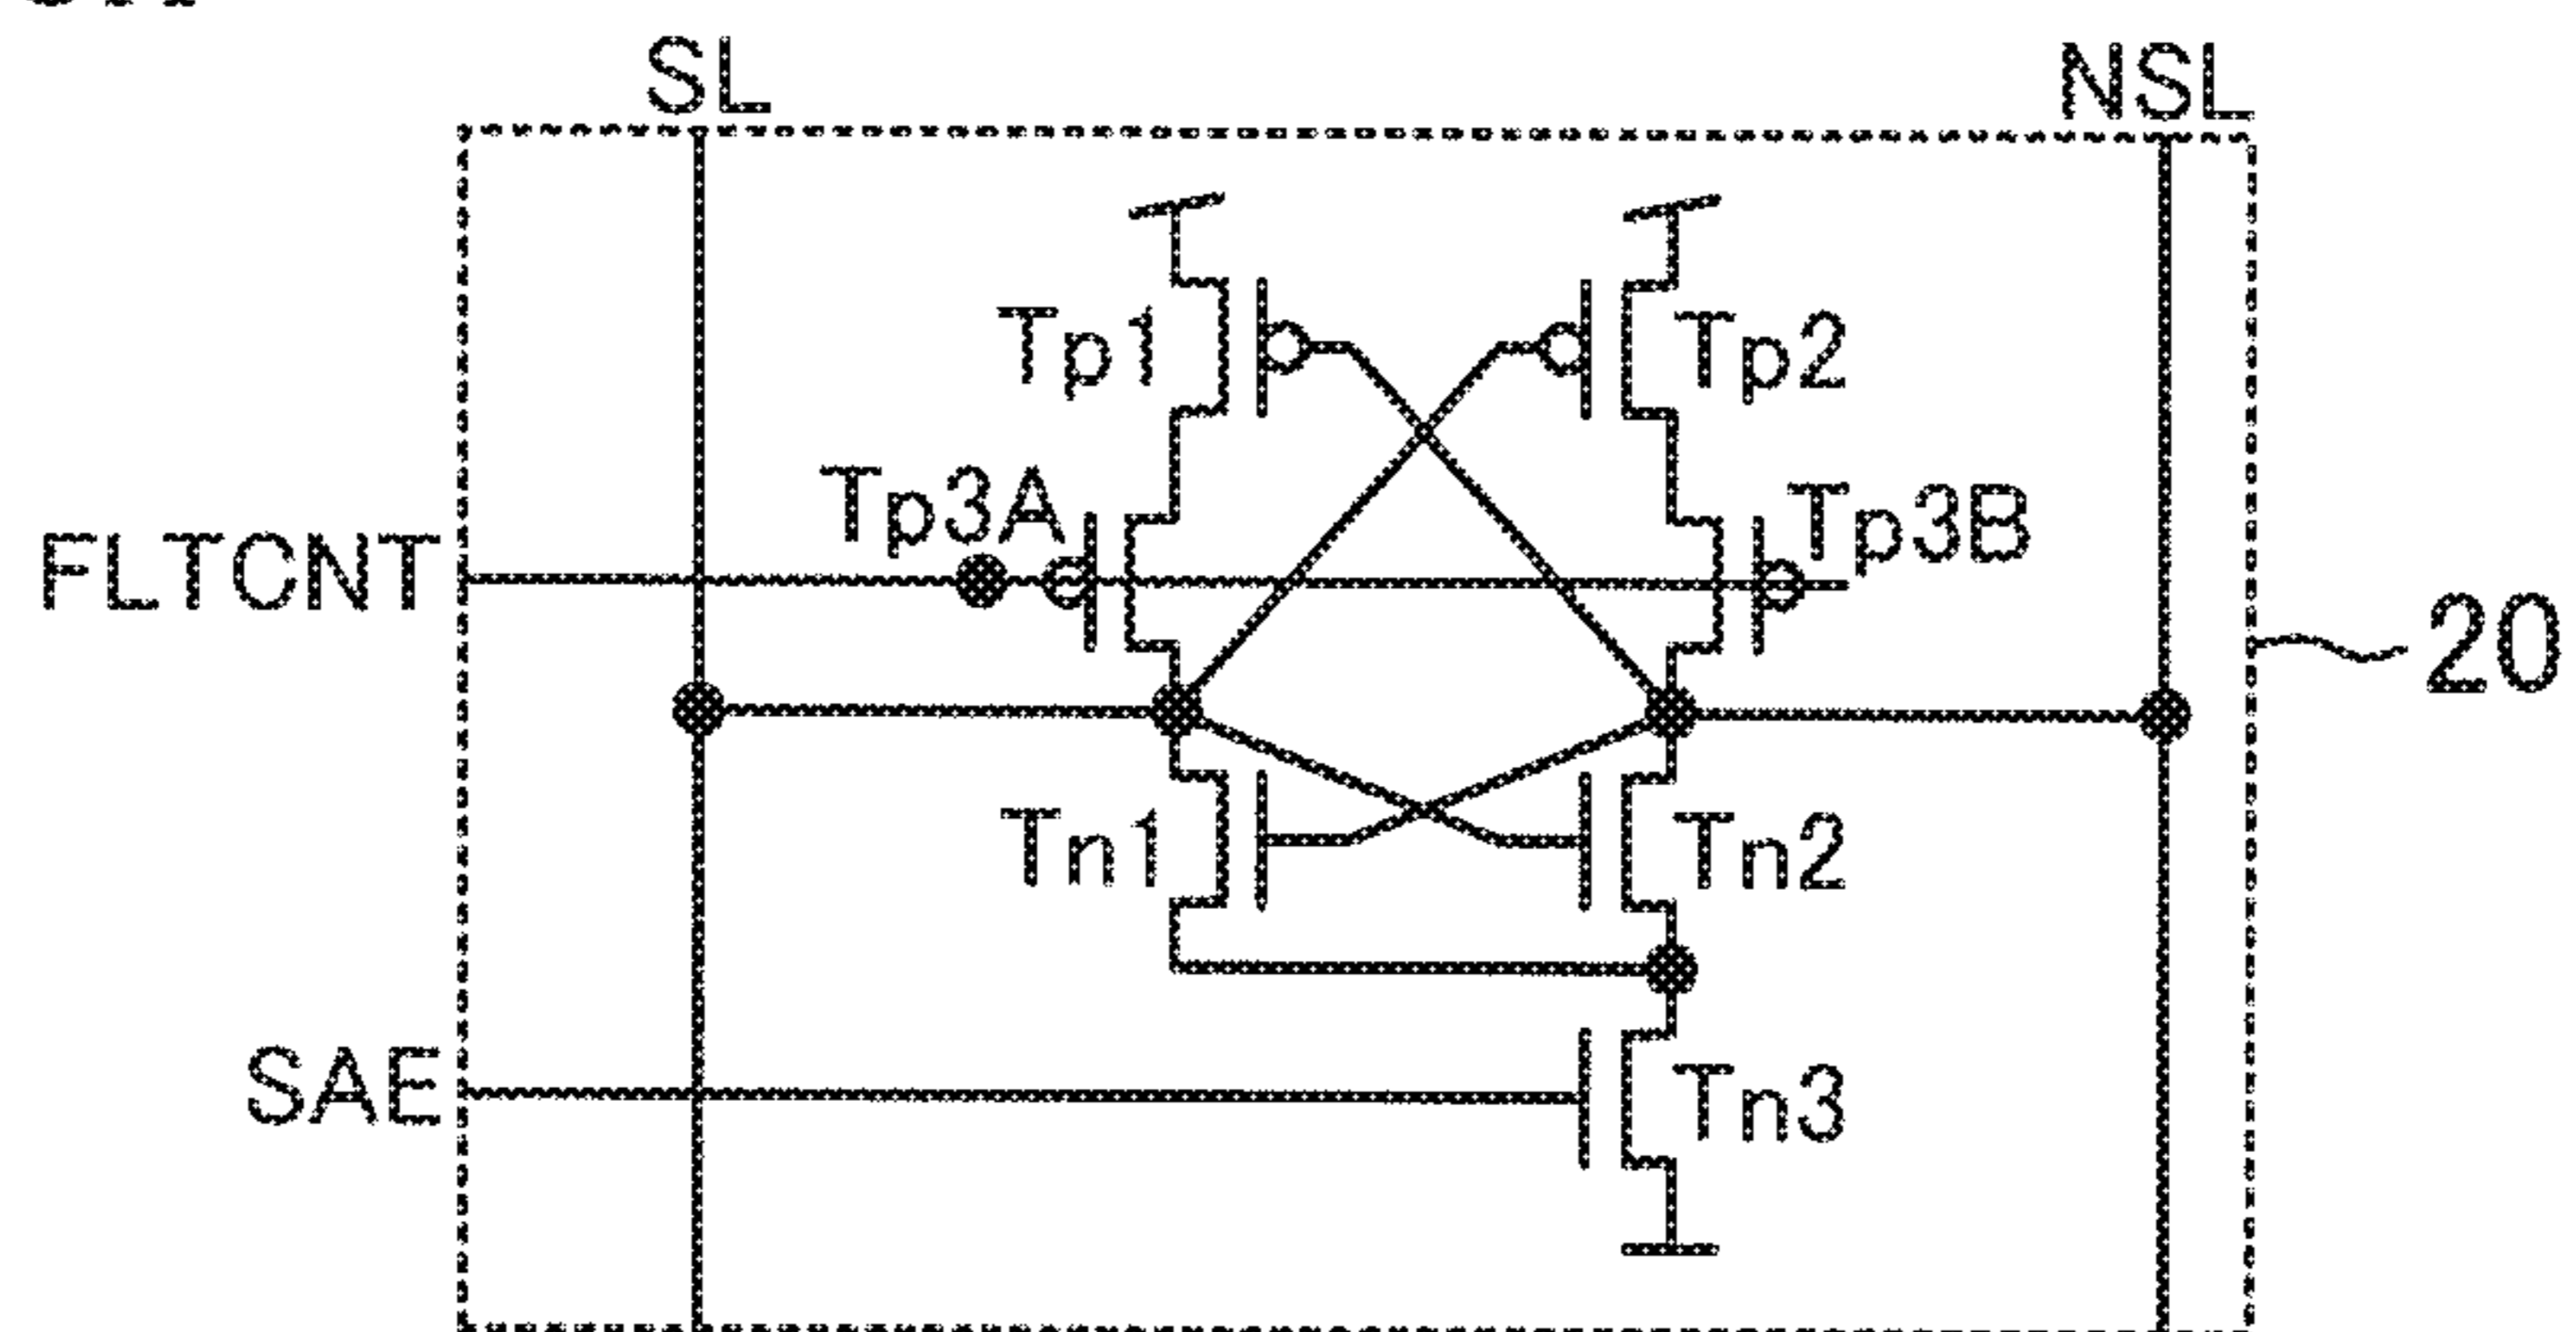 SL
NSL
Tp1
Tp2
Tp3A
Tp3B
FLTCNT
20
Tn1
Tn2
SAE
Tn3